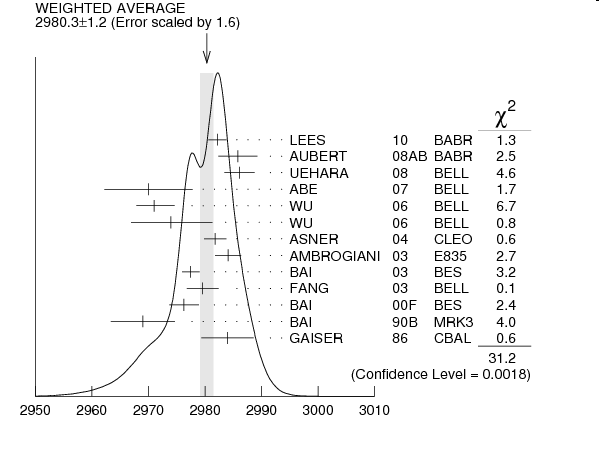 WEIGHTED AVERAGE
2980.3±1.2 (Error scaled by 1.6)
χ2
LEES 10 BABR 1.3
AUBERT 08AB BABR 2.5
UEHARA 08 BELL 4.6
ABE 07 BELL 1.7
WU 06 BELL 6.7
WU 06 BELL 0.8
ASNER 04 CLEO 0.6
AMBROGIANI 03 E835 2.7
BAI 03 BES 3.2
FANG 03 BELL 0.1
BAI 00F BES 2.4
BAI 90B MRK3 4.0
GAISER 86 CBAL 0.6
31.2
(Confidence Level = 0.0018)
2950 2960 2970 2980 2990 3000 3010